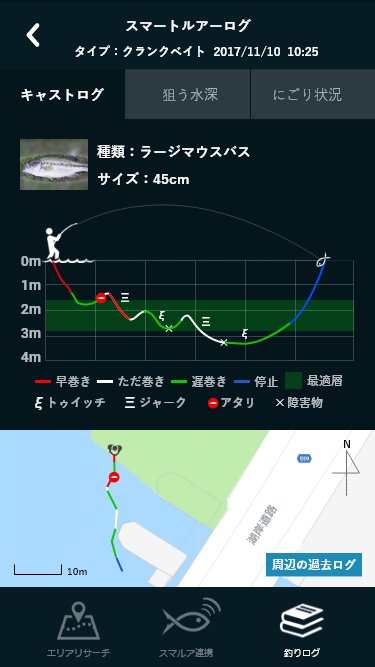 スマートルアーログ
タイプ：クランクベイト 2017/11/10 10:25
キャストログ 狙う水深 にごり状況
種類：ラージマウスバス
サイズ：45cm
0m
1m
2m
3m
4m
早巻き ただ巻き 遅巻き 停止 最適層
ξトゥイッチ Ξジャーク アタリ ×障害物
N
559
湖岸道路
10m
周辺の過去ログ
エリアリサーチ スマルア連携 釣りログ